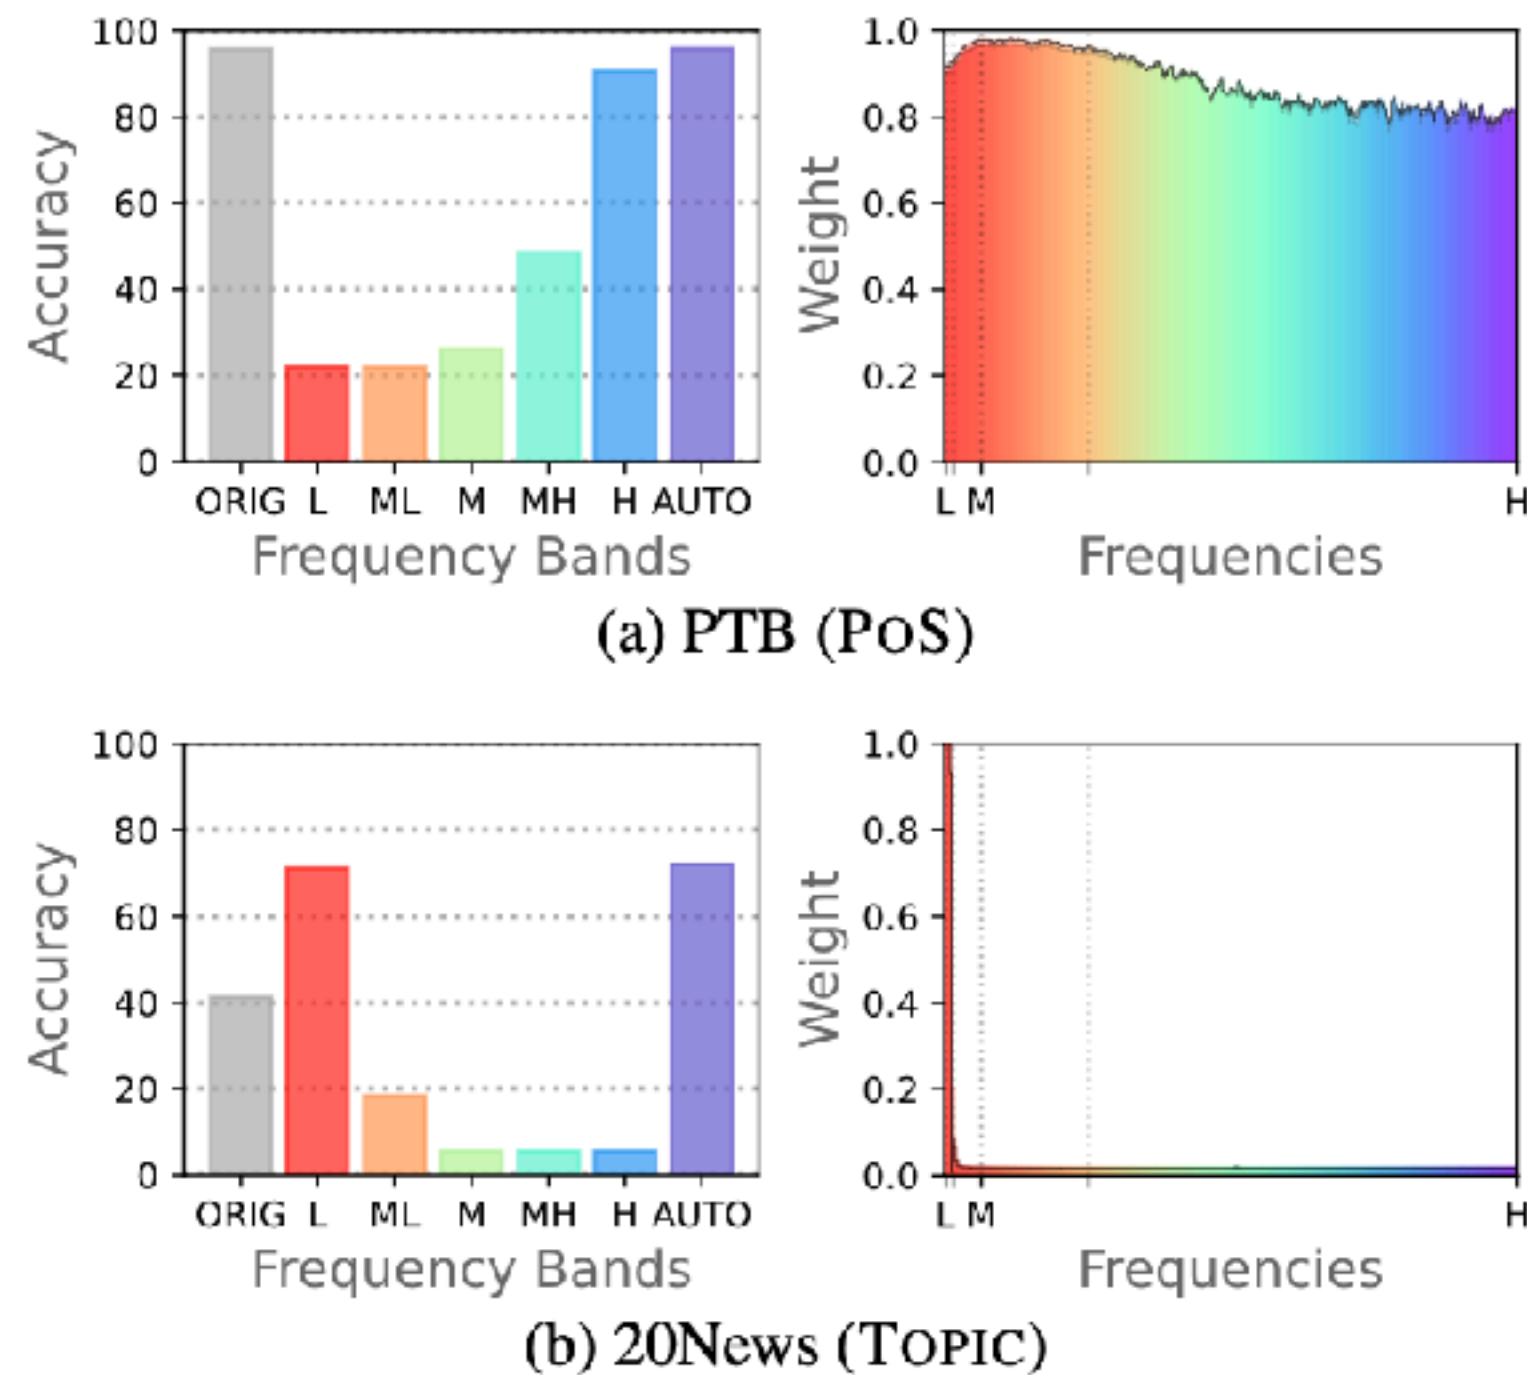 100
80
60
40
20
0
Accuracy
ORIG L ML M MH H AUTO
Frequency Bands
1.0
0.8
0.6
0.4
0.2
0.0
Weight
L M H
Frequencies
(a) PTB (POS)
100
80
60
40
20
0
Accuracy
ORIG L ML M MH H AUTO
Frequency Bands
1.0
0.8
0.6
0.4
0.2
0.0
Weight
L M H
Frequencies
(b) 20News (TOPIC)